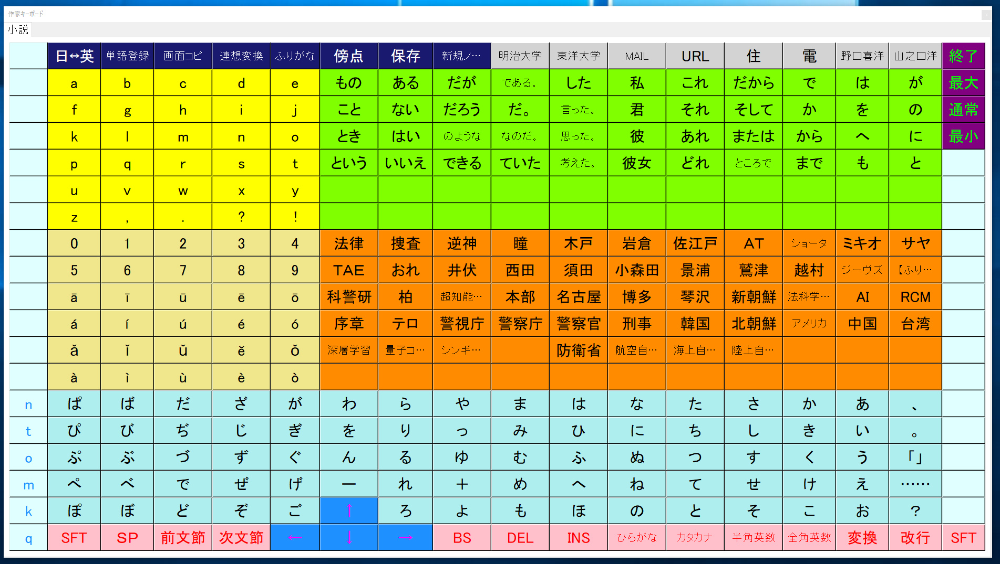 作家キーボード
小説
日↔英 単語登録 画面コピ 連想変換 ふりがな 傍点 保存 新規ノ… 明治大学 東洋大学 MAIL URL 住 電 野口喜洋 山之口洋 終了
a b c d e もの ある だが である。 した 私 これ だから で は が 最大
f g h i j こと ない だろう だ。 言った。 君 それ そして か を の 通常
k l m n o とき はい のような なのだ。 思った。 彼 あれ または から へ に 最小
p q r s t という いいえ できる ていた 考えた。 彼女 どれ ところで まで も と
u v w x y
z , . ? !
0 1 2 3 4 法律 捜査 逆神 瞳 木戸 岩倉 佐江戸 AT ショータ ミキオ サヤ
5 6 7 8 9 TAE おれ 井伏 西田 須田 小森田 景浦 鷲津 越村 ジーヴズ 【ふり…
ā ī ū ē ō 科警研 柏 超知能… 本部 名古屋 博多 琴沢 新朝鮮 法科学… AI RCM
á í ú é ó 序章 テロ 警視庁 警察庁 警察官 刑事 韓国 北朝鮮 アメリカ 中国 台湾
ǎ ǐ ǔ ě ǒ 深層学習 量子コ… シンギ… 防衛省 航空自… 海上自… 陸上自…
à ì ù è ò
n ぱ ば だ ざ が わ ら や ま は な た さ か あ 、
t ぴ び ぢ じ ぎ を り っ み ひ に ち し き い 。
o ぷ ぶ づ ず ぐ ん る ゆ む ふ ぬ つ す く う 「」
m ぺ べ で ぜ げ ー れ ＋ め へ ね て せ け え ……
k ぽ ぼ ど ぞ ご ↑ ろ よ も ほ の と そ こ お ？
q SFT SP 前文節 次文節 ← ↓ → BS DEL INS ひらがな カタカナ 半角英数 全角英数 変換 改行 SFT